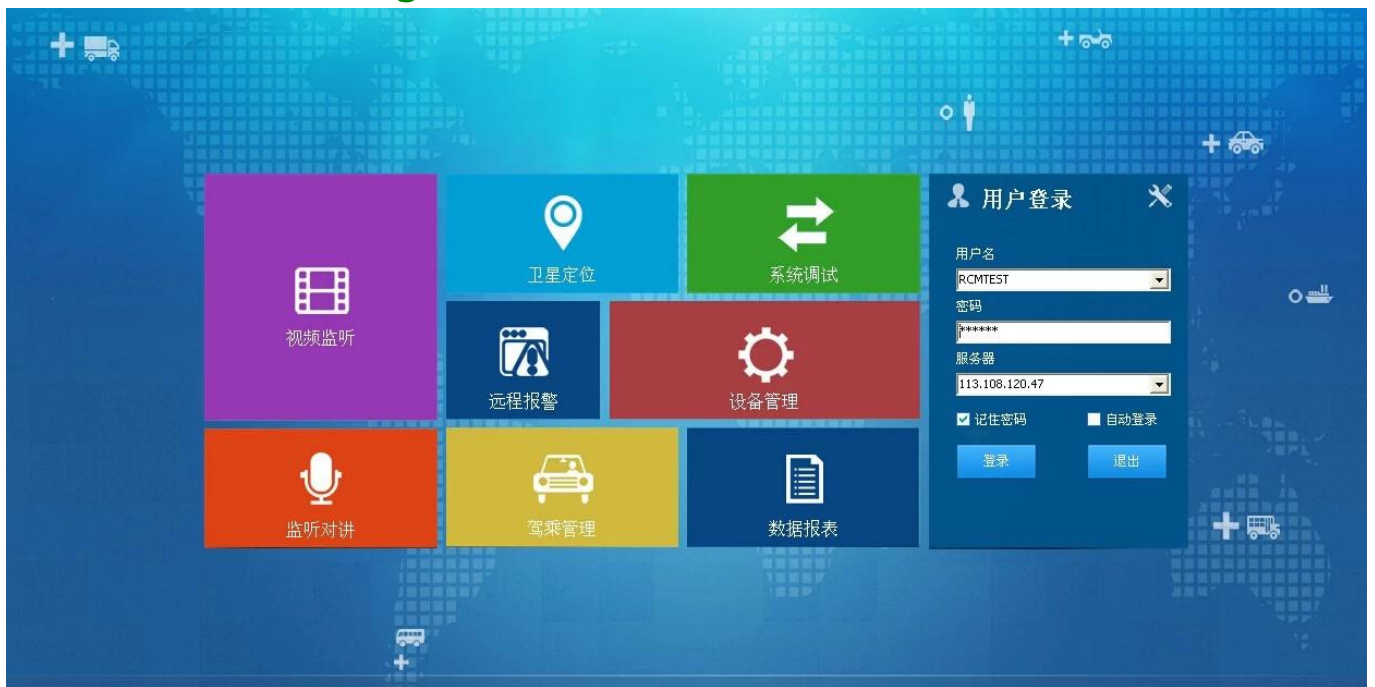 卫星定位
系统调试
视频监听
远程报警
设备管理
监听对讲
驾乘管理
数据报表
用户登录
用户名
RCMTEST
密码
******
服务器
113.108.120.47
记住密码
自动登录
登录
退出